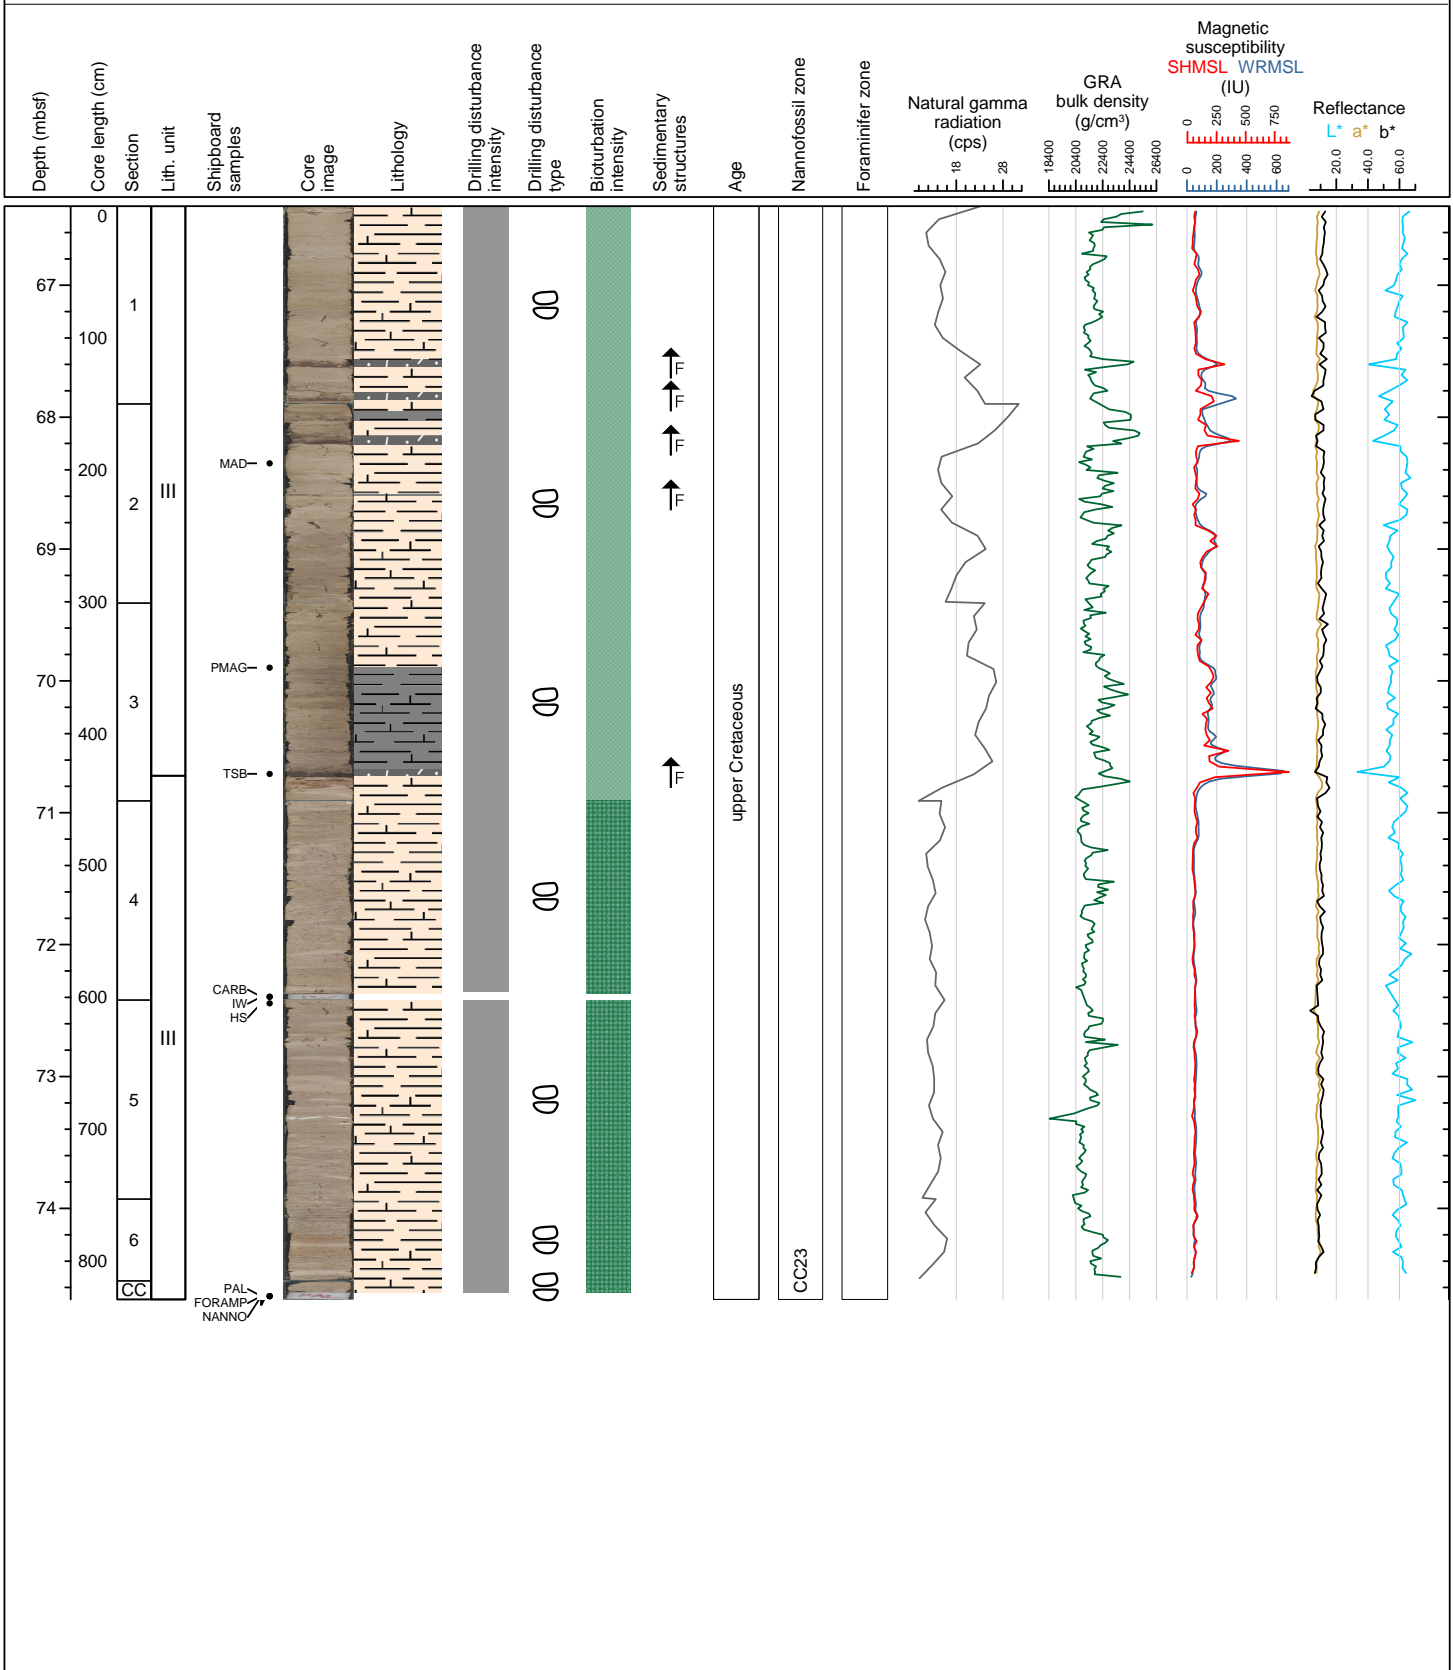 Depth (mbsf)
Core length (cm)
Section
Lith. unit
Shipboard
samples
Core
image
Lithology
Drilling disturbance
intensity
Drilling disturbance
type
Bioturbation
intensity
Sedimentary
structures
Age
Nannofossil zone
Foraminifer zone
Natural gamma
radiation
(cps)
18 28
GRA
bulk density
(g/cm³)
18400 20400 22400 24400 26400
Magnetic
susceptibility
SHMSL WRMSL
(IU)
0 250 500 750
0 200 400 600
Reflectance
L* a* b*
20.0 40.0 60.0
67
68
69
70
71
72
73
74
0
100
200
300
400
500
600
700
800
1
2
3
4
5
6
CC
III
III
MAD
PMAG
TSB
CARB
IW
HS
PAL
FORAMP
NANNO
F
F
F
F
F
upper Cretaceous
CC23